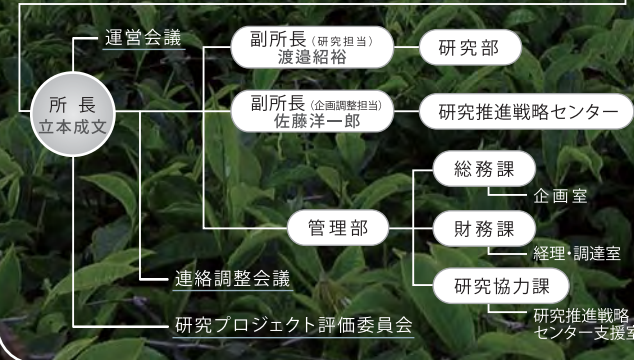 運営会議
副所長（研究担当）
渡邉紹裕
研究部
所長
立本成文
副所長（企画調整担当）
佐藤洋一郎
研究推進戦略センター
総務課
企画室
管理部
財務課
経理・調達室
連絡調整会議
研究協力課
研究プロジェクト評価委員会
研究推進戦略
センター支援室